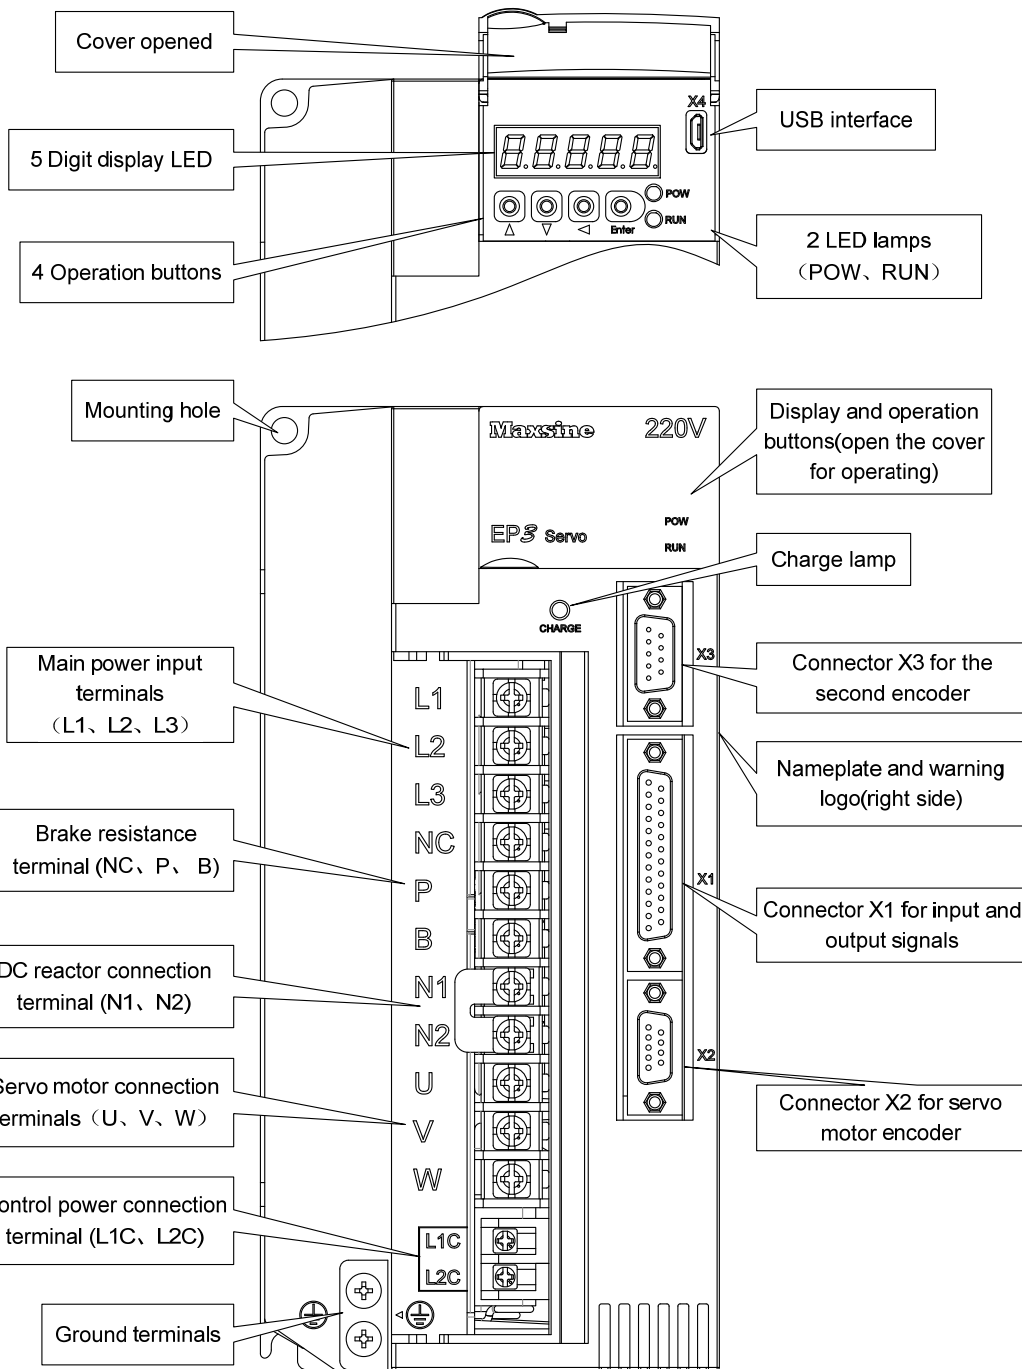 Cover opened
X4
USB interface
5 Digit display LED
POW
RUN
Enter
4 Operation buttons
2 LED lamps
（POW、RUN）
Mounting hole
Maxsine
220V
Display and operation
buttons(open the cover
for operating)
EP3 Servo
POW
RUN
Charge lamp
CHARGE
X3
Connector X3 for the
second encoder
Main power input
terminals
（L1、L2、L3）
L1
L2
L3
NC
P
B
N1
N2
U
V
W
Nameplate and warning
logo(right side)
Brake resistance
terminal (NC、P、 B)
X1
Connector X1 for input and
output signals
DC reactor connection
terminal (N1、N2)
X2
Servo motor connection
terminals（U、V、W）
Connector X2 for servo
motor encoder
ontrol power connection
terminal (L1C、L2C)
L1C
L2C
Ground terminals